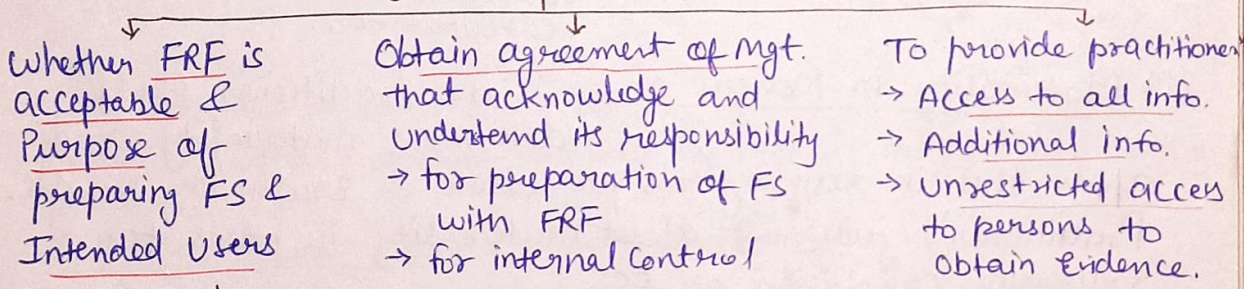 Whether FRF is
acceptable &
Purpose of
preparing FS &
Intended Users
Obtain agreement of Mgt.
that acknowledge and
understand its responsibility
→ for preparation of FS
with FRF
→ for internal control
To provide practitioner
→ Access to all info.
→ Additional info.
→ Unrestricted access
to persons to
obtain Evidence.